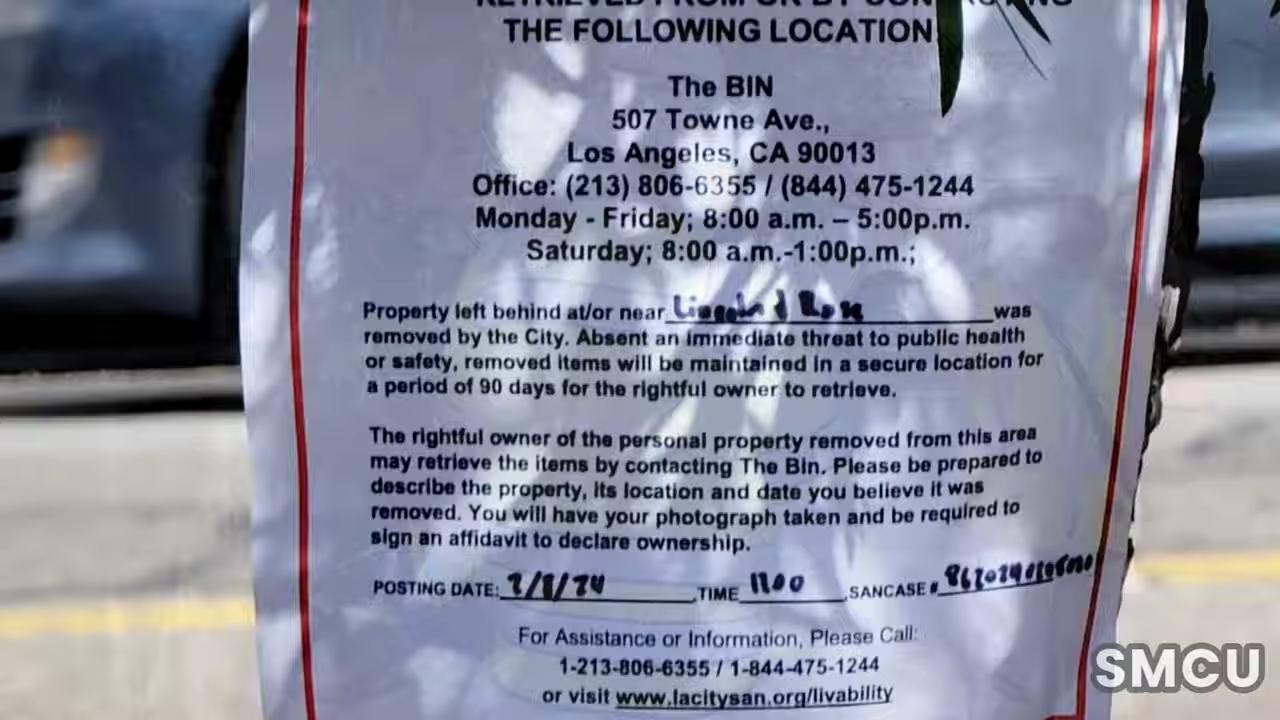 RETRIEVED FROM OR BY CONTACTING
THE FOLLOWING LOCATION
The BIN
507 Towne Ave.,
Los Angeles, CA 90013
Office: (213) 806-6355 / (844) 475-1244
Monday - Friday; 8:00 a.m. – 5:00p.m.
Saturday; 8:00 a.m.-1:00p.m.;
Property left behind at/or near was
removed by the City. Absent an immediate threat to public health
or safety, removed items will be maintained in a secure location for
a period of 90 days for the rightful owner to retrieve.
The rightful owner of the personal property removed from this area
may retrieve the items by contacting The Bin. Please be prepared to
describe the property, its location and date you believe it was
removed. You will have your photograph taken and be required to
sign an affidavit to declare ownership.
POSTING DATE: ,TIME 1100 ,SANCASE #
For Assistance or Information, Please Call:
1-213-806-6355 / 1-844-475-1244
or visit www.lacitysan.org/livability
SMCU